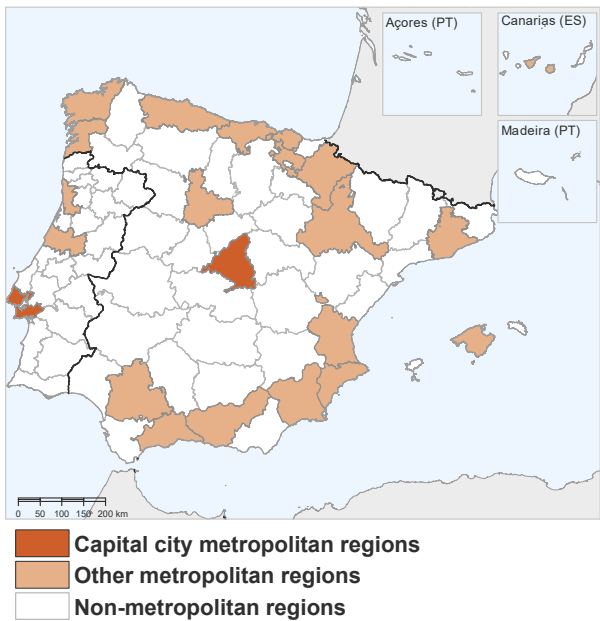 Açores (PT)
Canarias (ES)
Madeira (PT)
0 50 100 150 200 km
Capital city metropolitan regions
Other metropolitan regions
Non-metropolitan regions